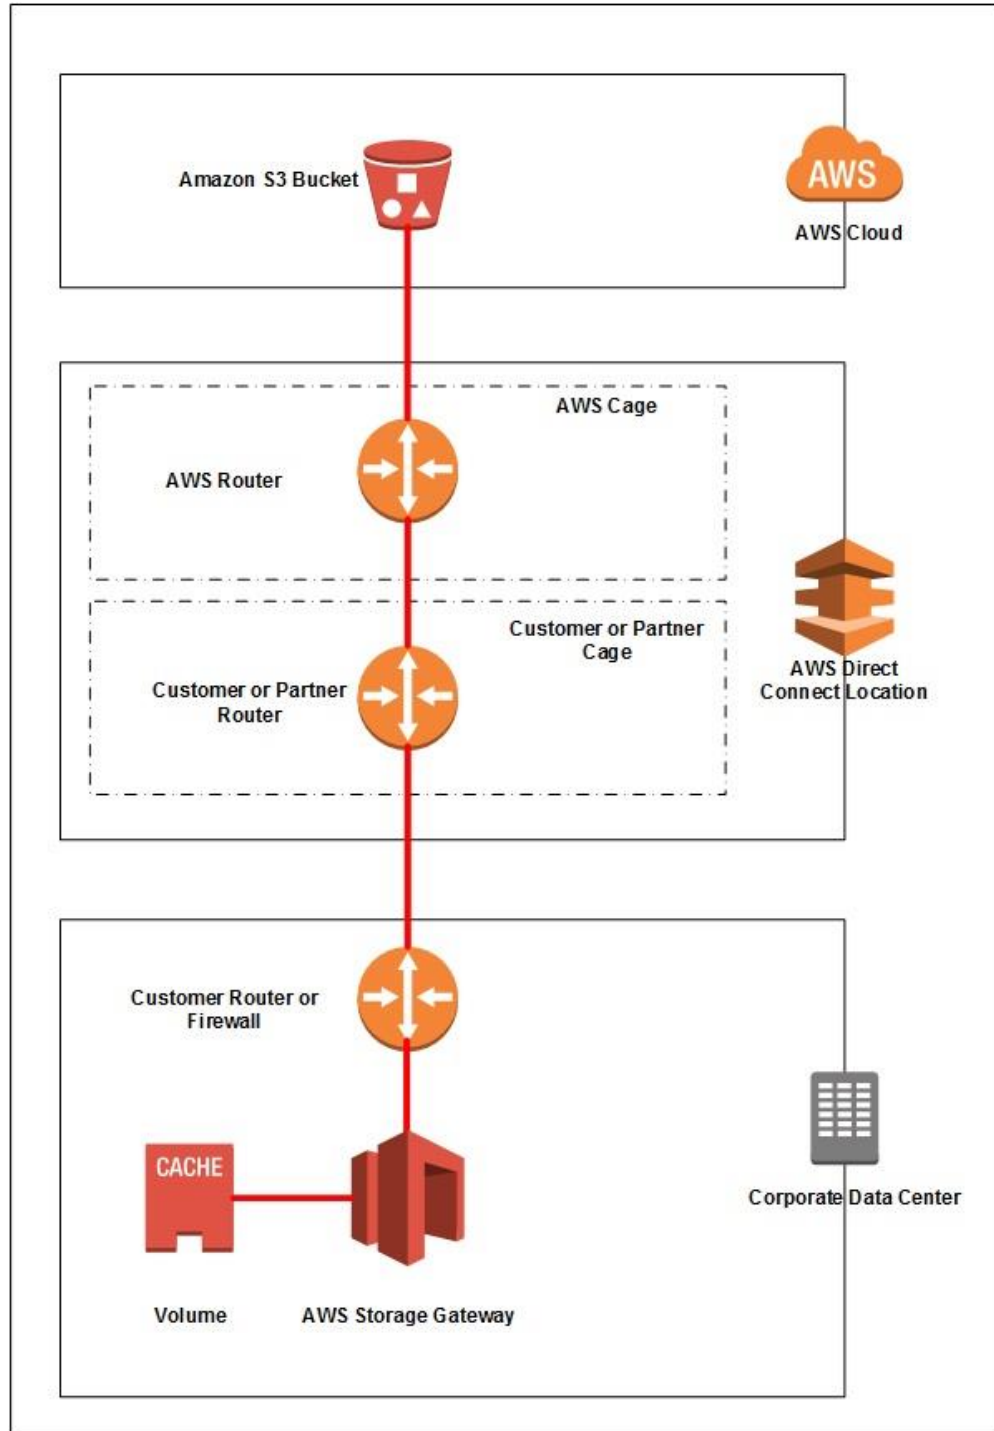 Amazon S3 Bucket
AWS
AWS Cloud
AWS Cage
AWS Router
Customer or Partner
Cage
Customer or Partner
Router
AWS Direct
Connect Location
Customer Router or
Firewall
CACHE
Corporate Data Center
Volume
AWS Storage Gateway